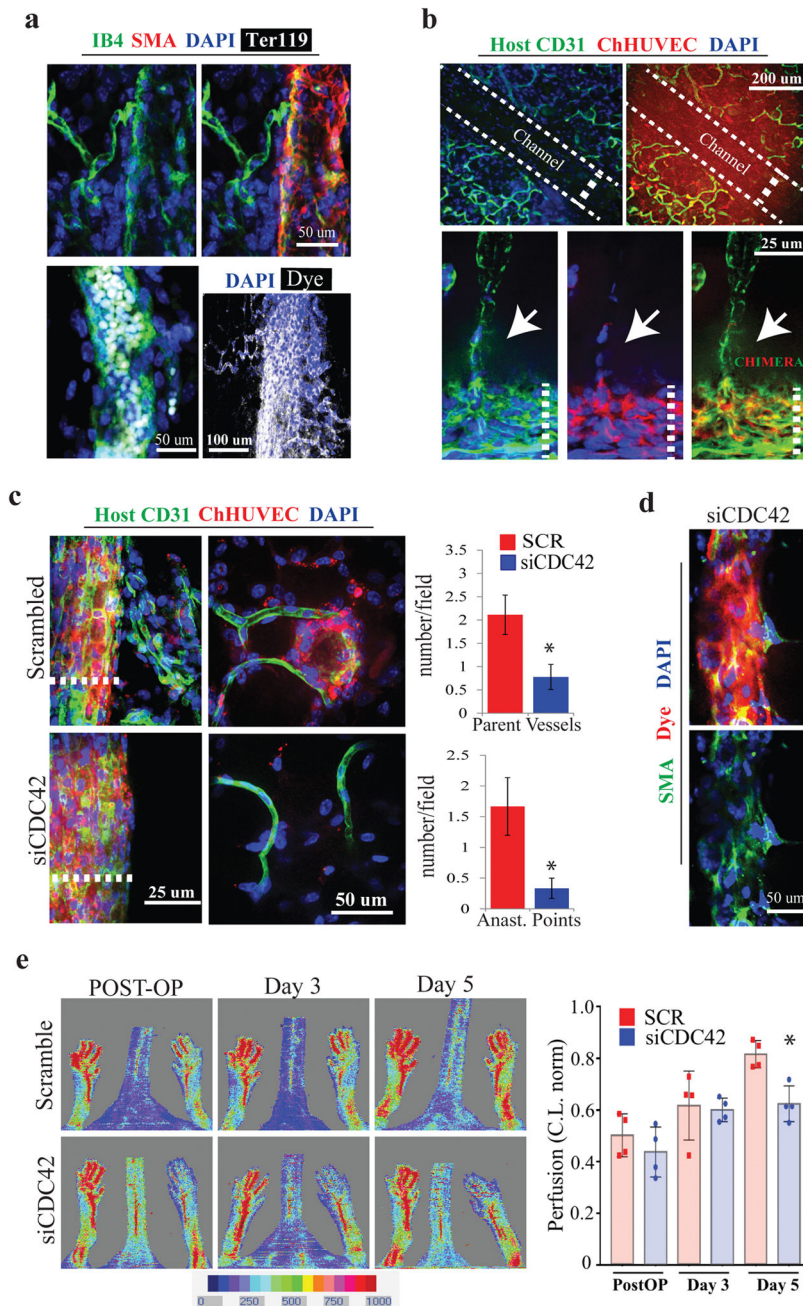 a
IB4 SMA DAPI Ter119
50 um
DAPI Dye
50 um
100 um
b
Host CD31 ChHUVEC DAPI
200 um
Channel
Channel
25 um
CHIMERA
c
Host CD31 ChHUVEC DAPI
Scrambled
siCDC42
25 um
50 um
SCR
siCDC42
number/field
3.5
3
2.5
2
1.5
1
0.5
0
*
Parent Vessels
number/field
2
1.5
1
0.5
0
*
Anast. Points
d
siCDC42
SMA Dye DAPI
50 um
e
POST-OP Day 3 Day 5
Scramble
siCDC42
0 250 500 750 1000
SCR
siCDC42
Perfusion (C.L. norm)
1.0
0.8
0.6
0.4
0
*
PostOP Day 3 Day 5